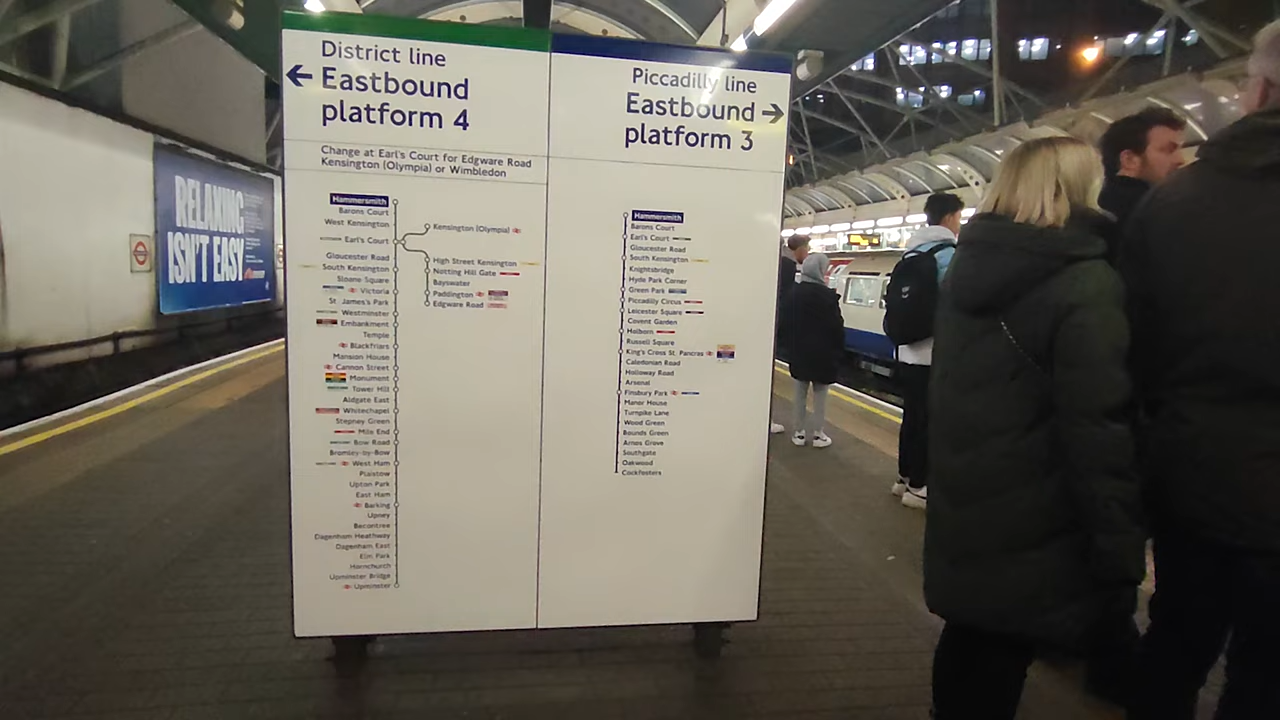 District line
Eastbound
platform 4
Change at Earl's Court for Edgware Road
Kensington (Olympia) or Wimbledon
Hammersmith
Barons Court
West Kensington
Earl's Court
Gloucester Road
South Kensington
Sloane Square
Victoria
St James's Park
Westminster
Embankment
Temple
Blackfriars
Mansion House
Cannon Street
Monument
Tower Hill
Aldgate East
Whitechapel
Stepney Green
Mile End
Bow Road
Bromley-by-Bow
West Ham
Plaistow
Upton Park
East Ham
Barking
Upney
Becontree
Dagenham Heathway
Dagenham East
Elm Park
Hornchurch
Upminster Bridge
Upminster
Kensington (Olympia)
High Street Kensington
Notting Hill Gate
Bayswater
Paddington
Edgware Road
Piccadilly line
Eastbound
platform 3
Hammersmith
Barons Court
Earl's Court
Gloucester Road
South Kensington
Knightsbridge
Hyde Park Corner
Green Park
Piccadilly Circus
Leicester Square
Covent Garden
Holborn
Russell Square
King's Cross St. Pancras
Caledonian Road
Holloway Road
Arsenal
Finsbury Park
Manor House
Turnpike Lane
Wood Green
Bounds Green
Arnos Grove
Southgate
Oakwood
Cockfosters
RELAXING
ISN'T EASY